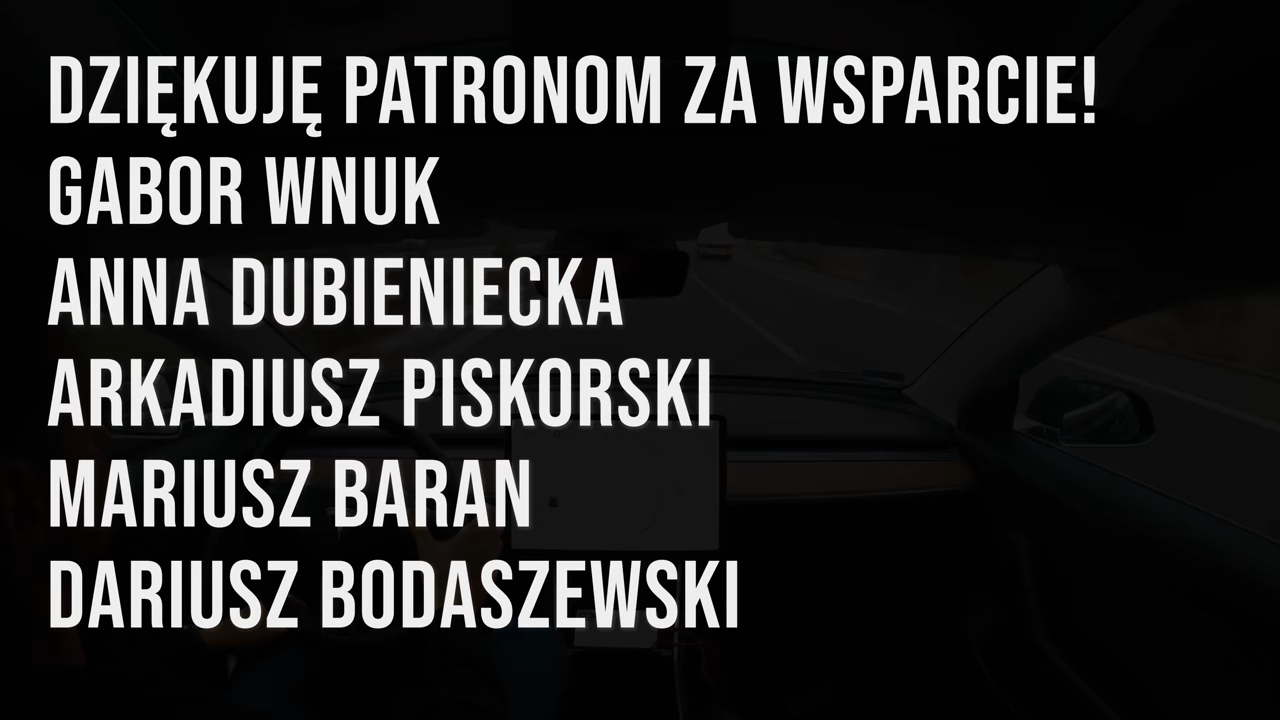 DZIĘKUJĘ PATRONOM ZA WSPARCIE!
GABOR WNUK
ANNA DUBIENIECKA
ARKADIUSZ PISKORSKI
MARIUSZ BARAN
DARIUSZ BODASZEWSKI